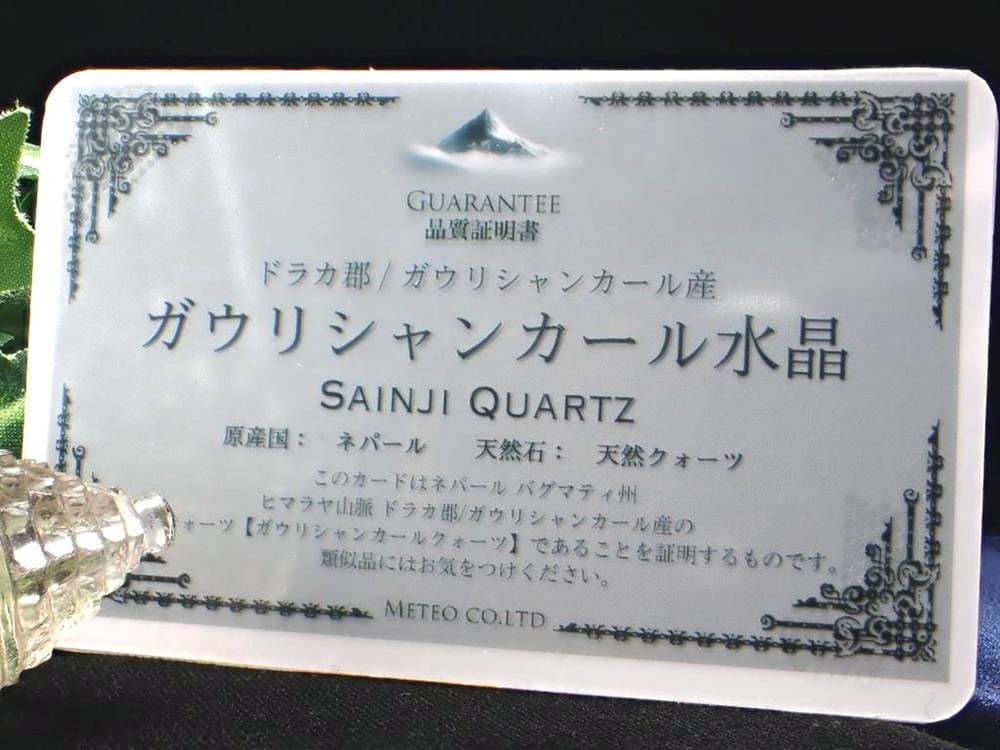 GUARANTEE
品質証明書
ドラカ郡 / ガウリシャンカール産
ガウリシャンカール水晶
SAINJI QUARTZ
原産国： ネパール 天然石： 天然クォーツ
このカードはネパール バグマティ州
ヒマラヤ山脈 ドラカ郡/ガウリシャンカール産の
ォーツ【ガウリシャンカールクォーツ】であることを証明するものです。
類似品にはお気をつけください。
METEO CO.LTD